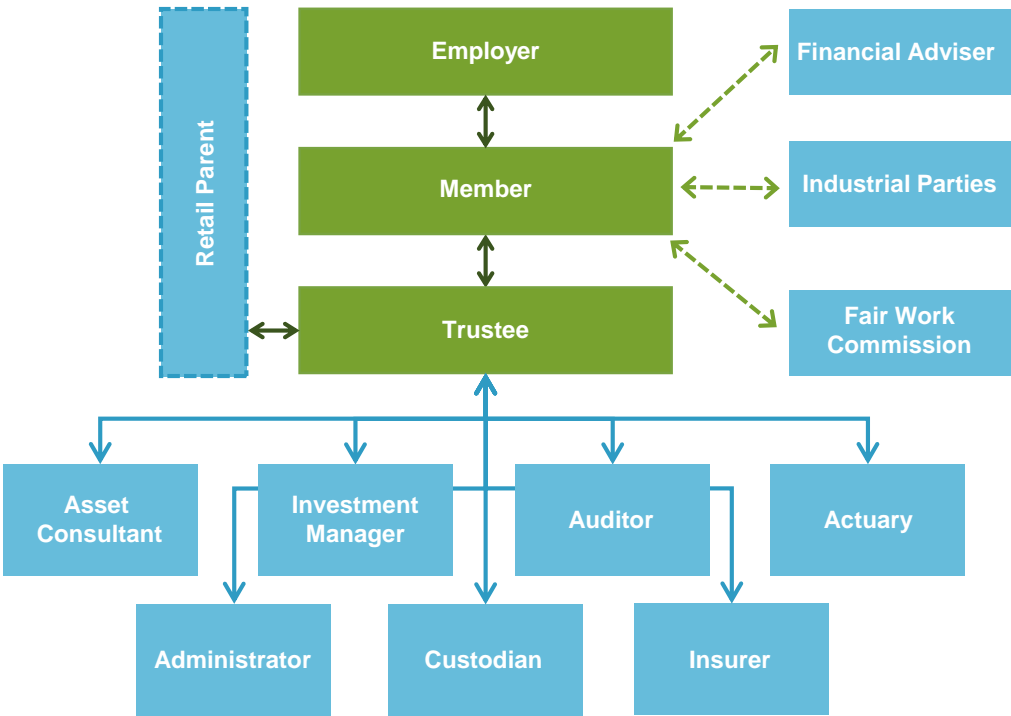 Employer
Financial Adviser
Retail Parent
Member
Industrial Parties
Trustee
Fair Work
Commission
Asset
Consultant
Investment
Manager
Auditor
Actuary
Administrator
Custodian
Insurer